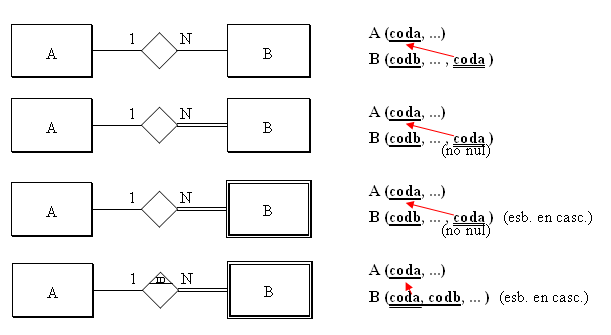 A 1 N B A (coda, ...)
B (codb, ... , coda )
A 1 N B A (coda, ...)
B (codb, ... , coda )
(no nul)
A 1 N B A (coda, ...)
B (codb, ... , coda ) (esb. en casc.)
(no nul)
A 1 ID N B A (coda, ...)
B (coda, codb, ... ) (esb. en casc.)